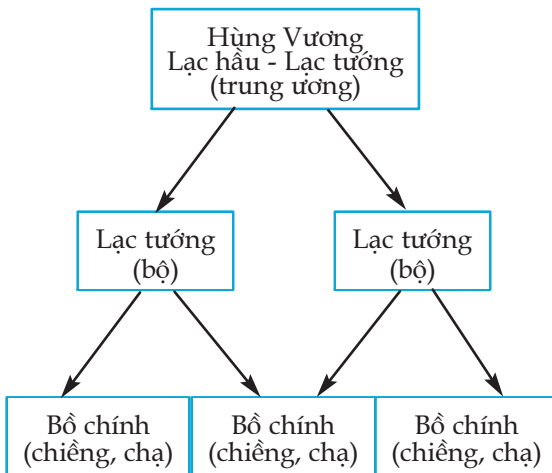 Hùng Vương
Lạc hầu - Lạc tướng
(trung ương)
Lạc tướng
(bộ)
Lạc tướng
(bộ)
Bồ chính
(chiềng, chạ)
Bồ chính
(chiềng, chạ)
Bồ chính
(chiềng, chạ)